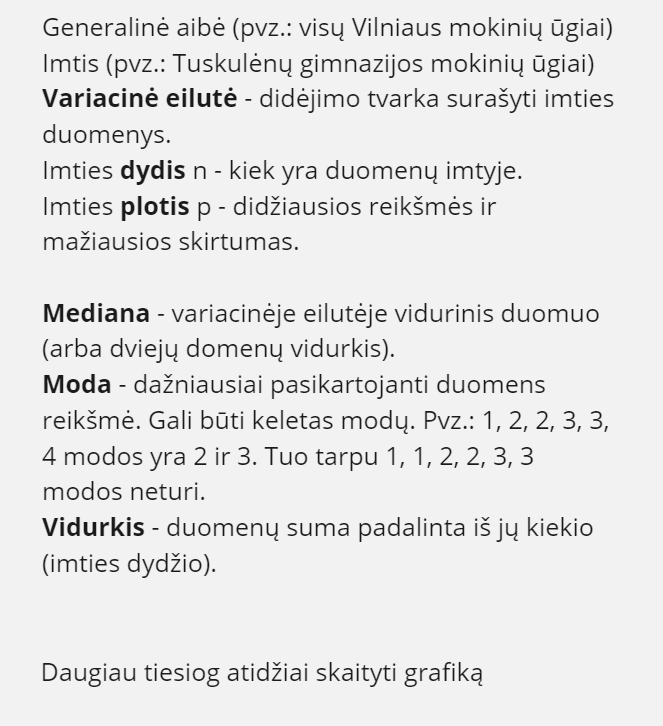 Generalinė aibė (pvz.: visų Vilniaus mokinių ūgiai)
Imtis (pvz.: Tuskulėnų gimnazijos mokinių ūgiai)
Variacinė eilutė - didėjimo tvarka surašyti imties
duomenys.
Imties dydis n - kiek yra duomenų imtyje.
Imties plotis p - didžiausios reikšmės ir
mažiausios skirtumas.
Mediana - variacinėje eilutėje vidurinis duomuo
(arba dviejų domenų vidurkis).
Moda - dažniausiai pasikartojanti duomens
reikšmė. Gali būti keletas modų. Pvz.: 1, 2, 2, 3, 3,
4 modos yra 2 ir 3. Tuo tarpu 1, 1, 2, 2, 3, 3
modos neturi.
Vidurkis - duomenų suma padalinta iš jų kiekio
(imties dydžio).
Daugiau tiesiog atidžiai skaityti grafiką